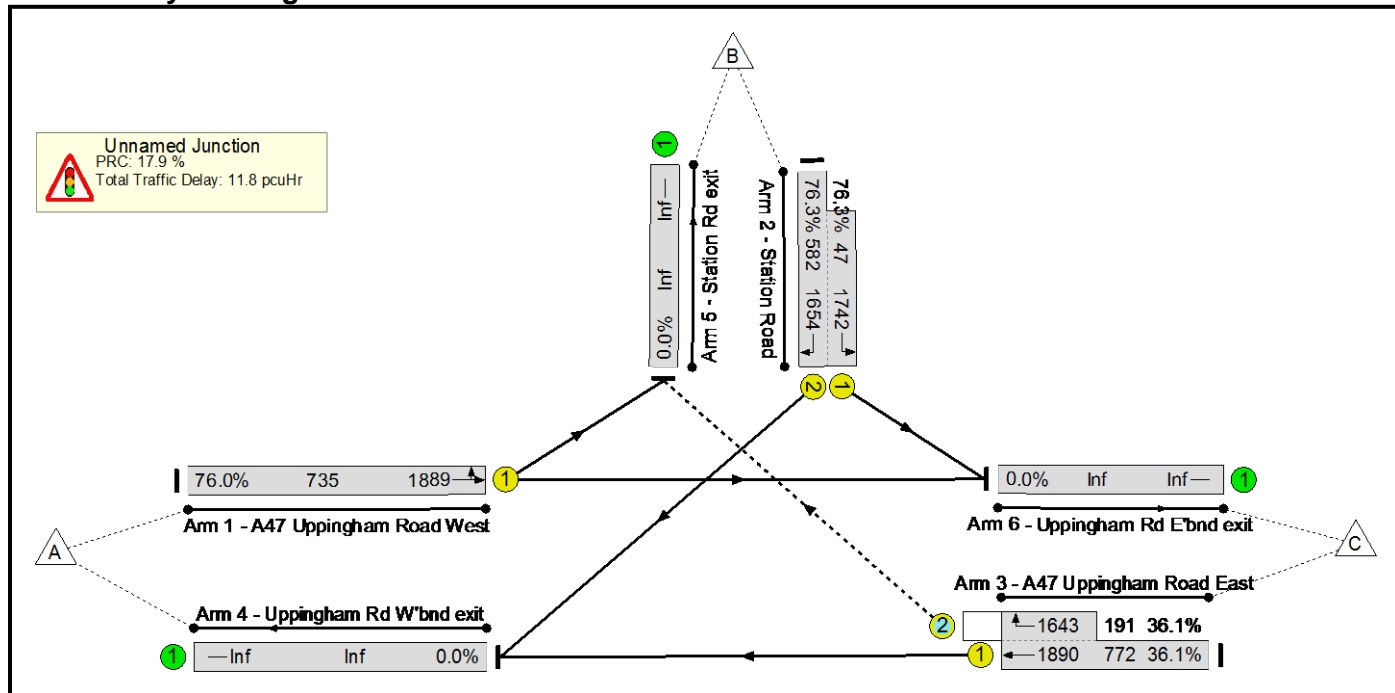 B
Unnamed Junction
PRC: 17.9 %
Total Traffic Delay: 11.8 pcuHr
1
0.0% Inf Inf
Arm 5 - Station Rd exit
Arm 2 - Station Road
76.3% 582 1654
76.3% 47 1742
2
1
76.0% 735 1889
1
Arm 1 - A47 Uppingham Road West
0.0% Inf Inf
1
Arm 6 - Uppingham Rd E'bnd exit
A
C
Arm 3 - A47 Uppingham Road East
Arm 4 - Uppingham Rd W'bnd exit
2
1643 191 36.1%
1
Inf Inf 0.0%
1
1890 772 36.1%